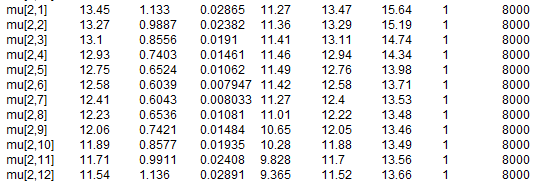 mu[2,1] 13.45 1.133 0.02865 11.27 13.47 15.64 1 8000
mu[2,2] 13.27 0.9887 0.02382 11.36 13.29 15.19 1 8000
mu[2,3] 13.1 0.8556 0.0191 11.41 13.11 14.74 1 8000
mu[2,4] 12.93 0.7403 0.01461 11.46 12.94 14.34 1 8000
mu[2,5] 12.75 0.6524 0.01062 11.49 12.76 13.98 1 8000
mu[2,6] 12.58 0.6039 0.007947 11.42 12.58 13.71 1 8000
mu[2,7] 12.41 0.6043 0.008033 11.27 12.4 13.53 1 8000
mu[2,8] 12.23 0.6536 0.01081 11.01 12.22 13.48 1 8000
mu[2,9] 12.06 0.7421 0.01484 10.65 12.05 13.46 1 8000
mu[2,10] 11.89 0.8577 0.01935 10.28 11.88 13.49 1 8000
mu[2,11] 11.71 0.9911 0.02408 9.828 11.7 13.56 1 8000
mu[2,12] 11.54 1.136 0.02891 9.365 11.52 13.66 1 8000